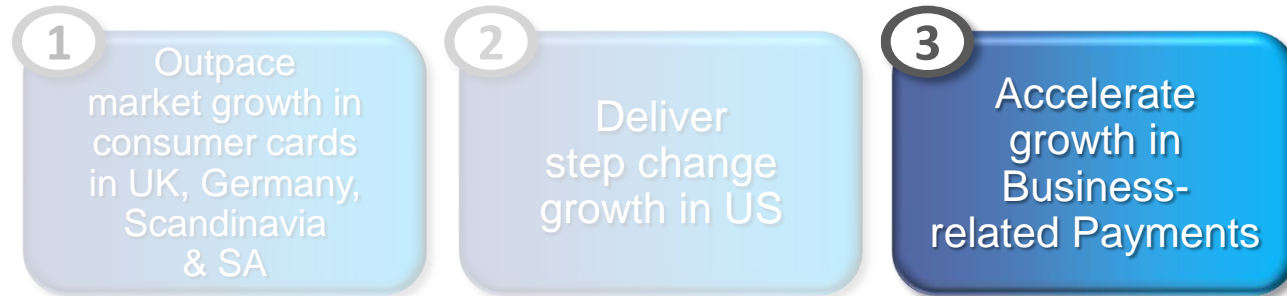 1
Outpace
market growth in
consumer cards
in UK, Germany,
Scandinavia
& SA
2
Deliver
step change
growth in US
3
Accelerate
growth in
Business-
related Payments